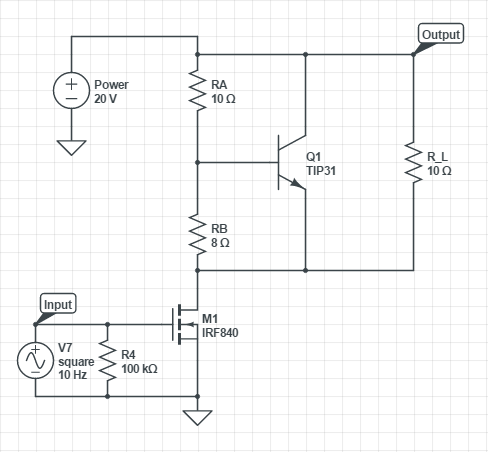 Output
Power
20 V
RA
10 Ω
Q1
TIP31
R_L
10 Ω
RB
8 Ω
Input
M1
IRF840
V7
square
10 Hz
R4
100 kΩ